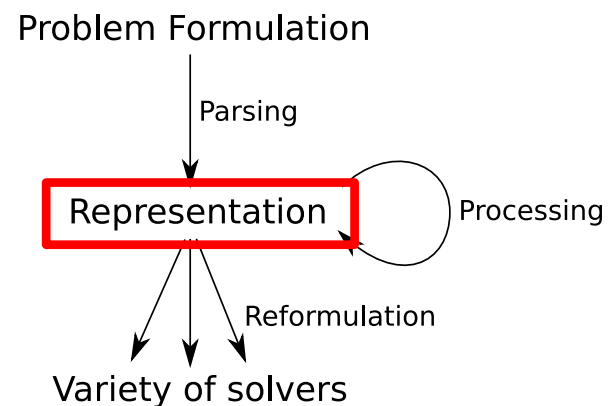 Problem Formulation
Parsing
Representation
Processing
Reformulation
Variety of solvers